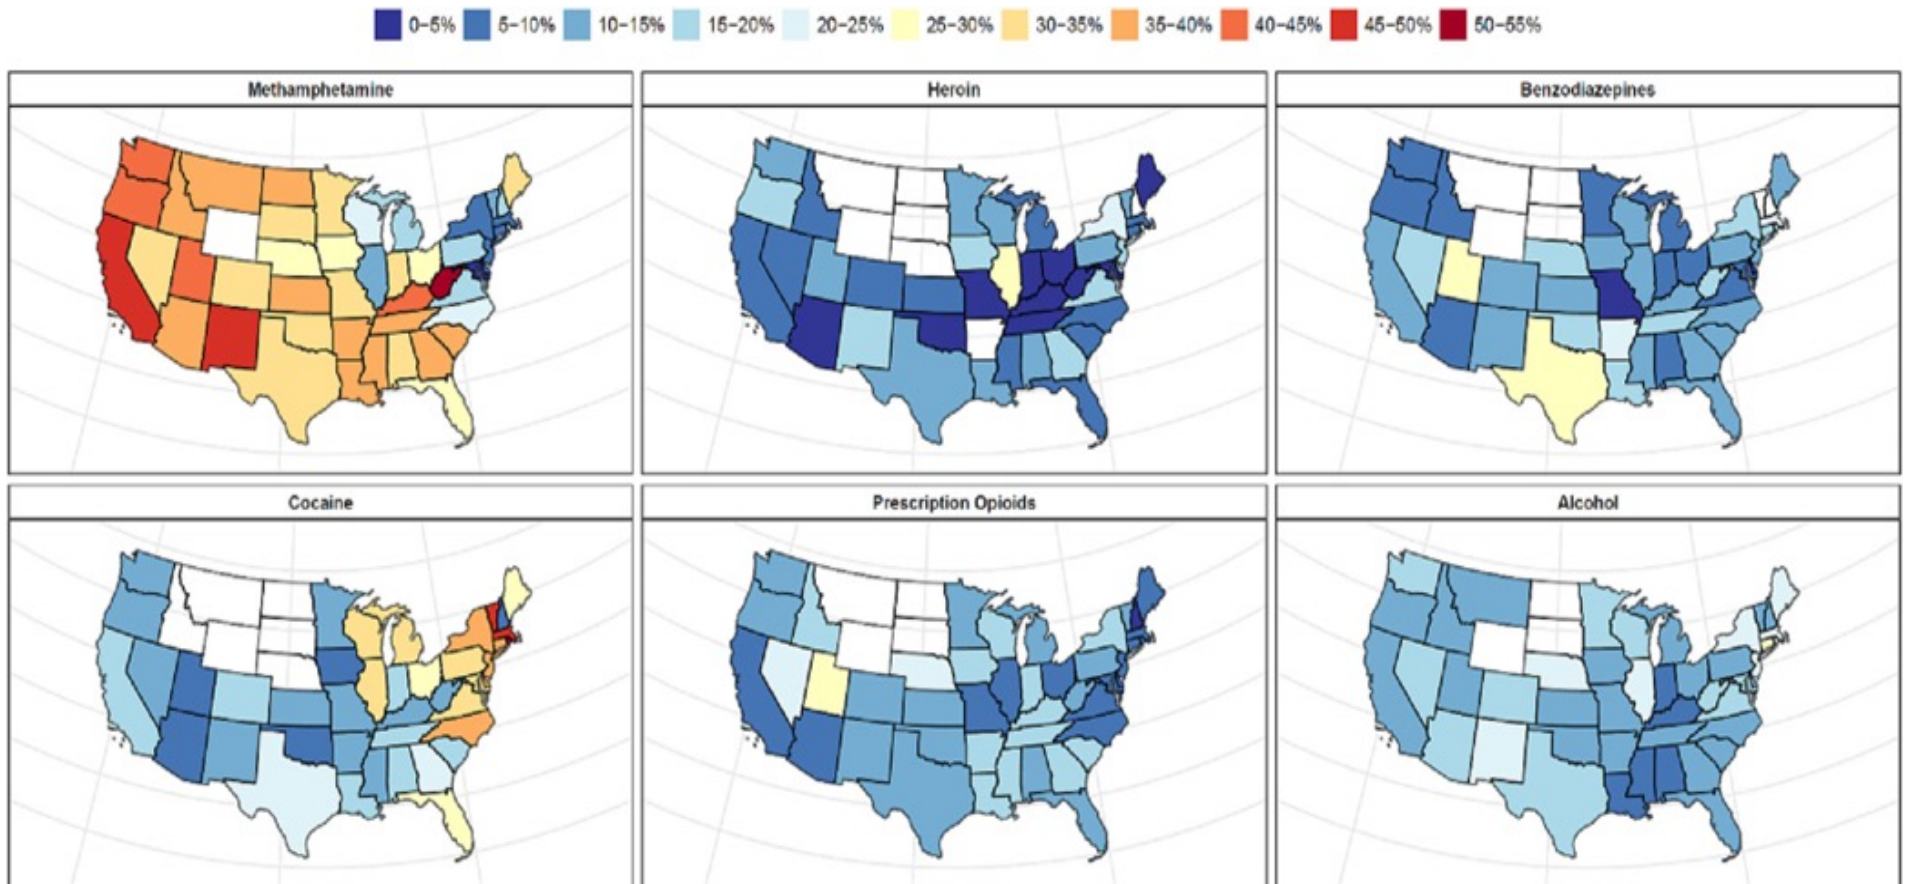 0-5% 5-10% 10-15% 15-20% 20-25% 25-30% 30-35% 35-40% 40-45% 45-50% 50-55%
Methamphetamine
Heroin
Benzodiazepines
Cocaine
Prescription Opioids
Alcohol